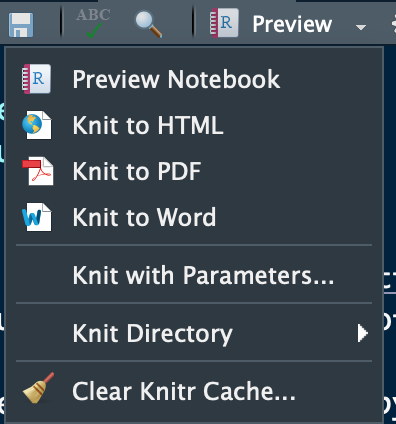 ABC
R Preview
R Preview Notebook
Knit to HTML
Knit to PDF
W Knit to Word
Knit with Parameters...
Knit Directory
Clear Knitr Cache...